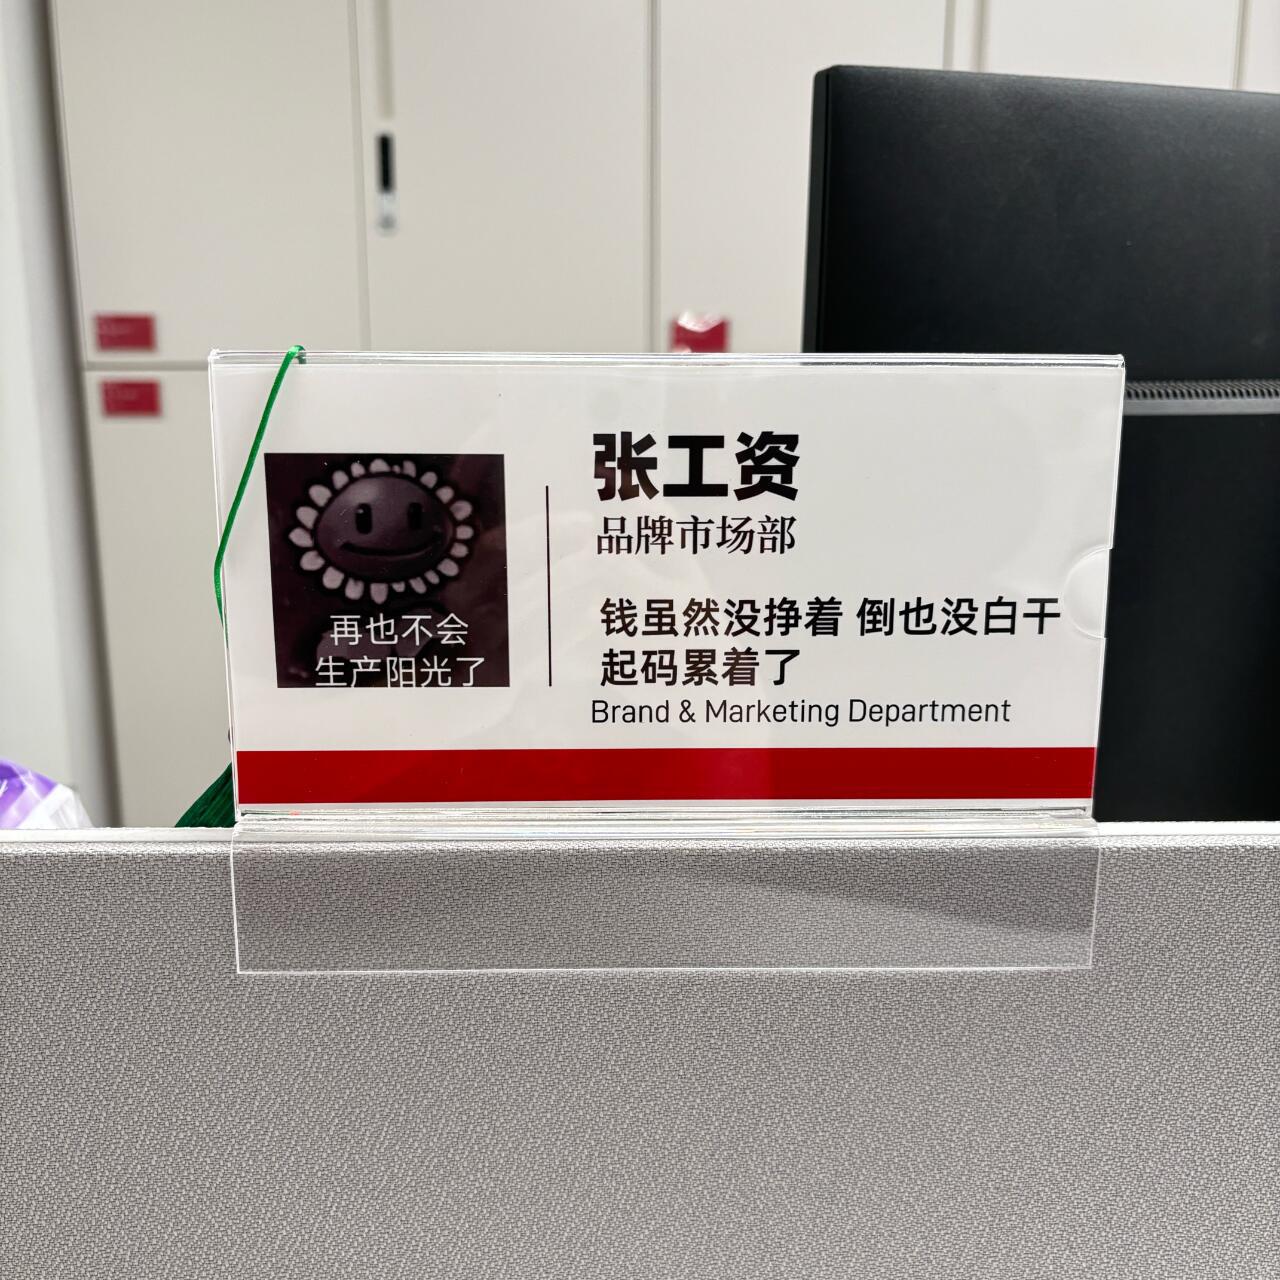 张工资
品牌市场部
钱虽然没挣着 倒也没白干
起码累着了
Brand & Marketing Department
再也不会
生产阳光了